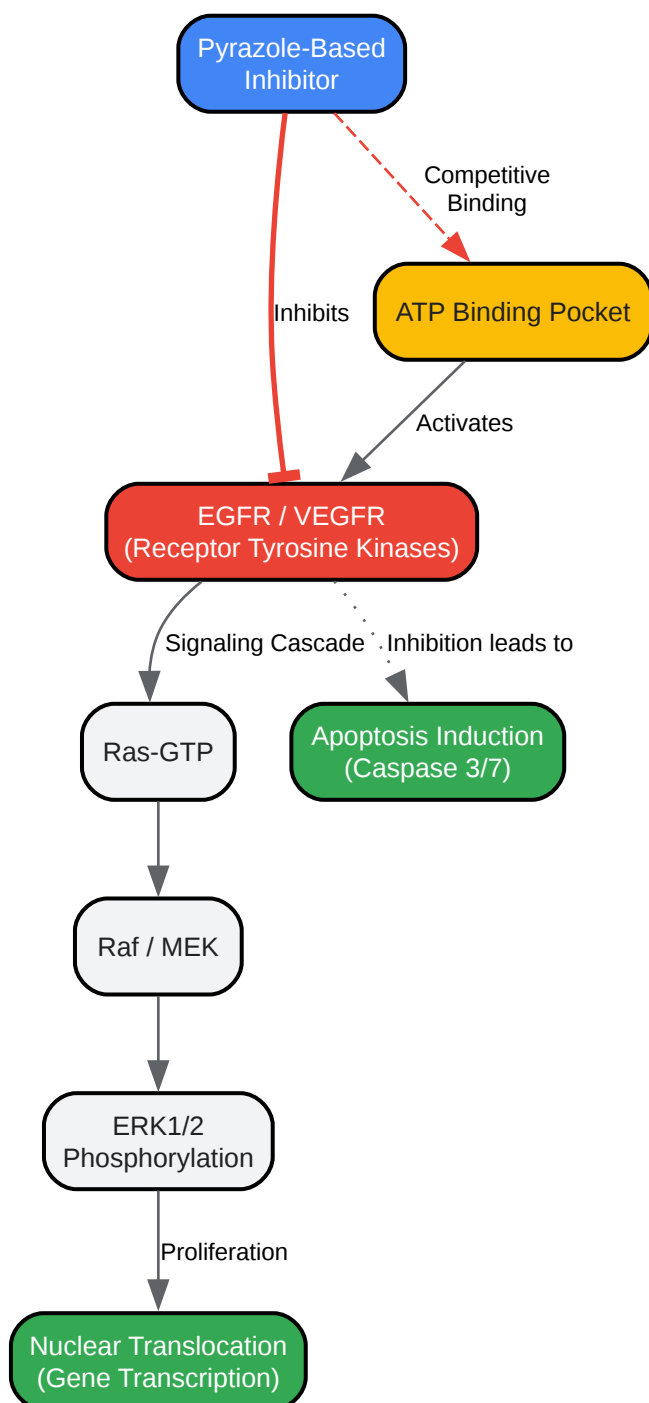 Pyrazole-Based
Inhibitor
Competitive
Binding
Inhibits
ATP Binding Pocket
Activates
EGFR / VEGFR
(Receptor Tyrosine Kinases)
Signaling Cascade
Inhibition leads to
Ras-GTP
Apoptosis Induction
(Caspase 3/7)
Raf / MEK
ERK1/2
Phosphorylation
Proliferation
Nuclear Translocation
(Gene Transcription)